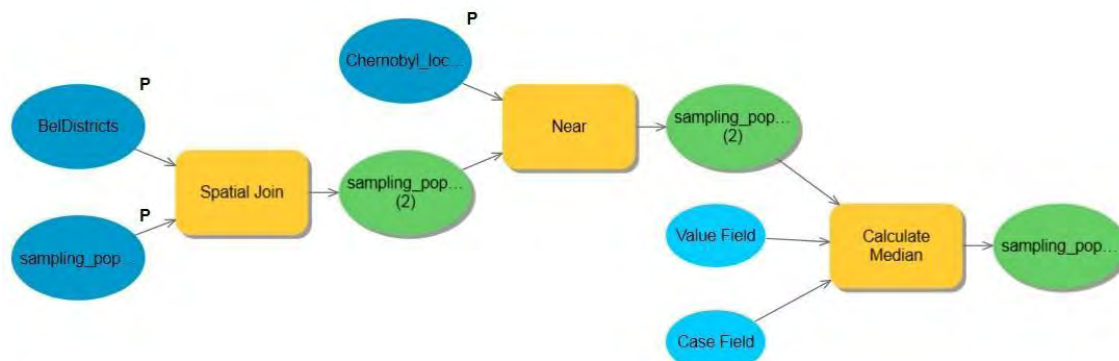 P
BelDistricts
P
sampling_pop...
Spatial Join
sampling_pop...
(2)
P
Chernobyl_loc...
Near
sampling_pop...
(2)
Value Field
Case Field
Calculate
Median
sampling_pop...